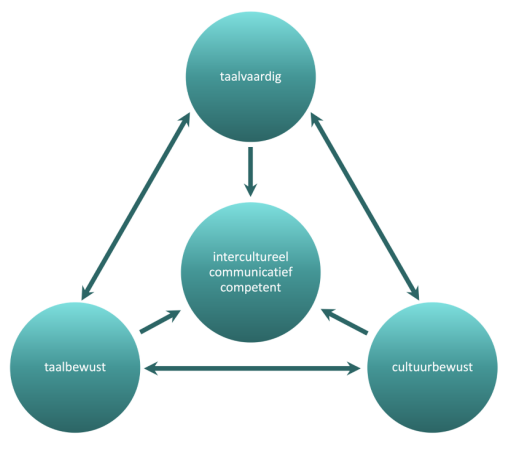 taalvaardig
intercultureel
communicatief
competent
taalbewust
cultuurbewust